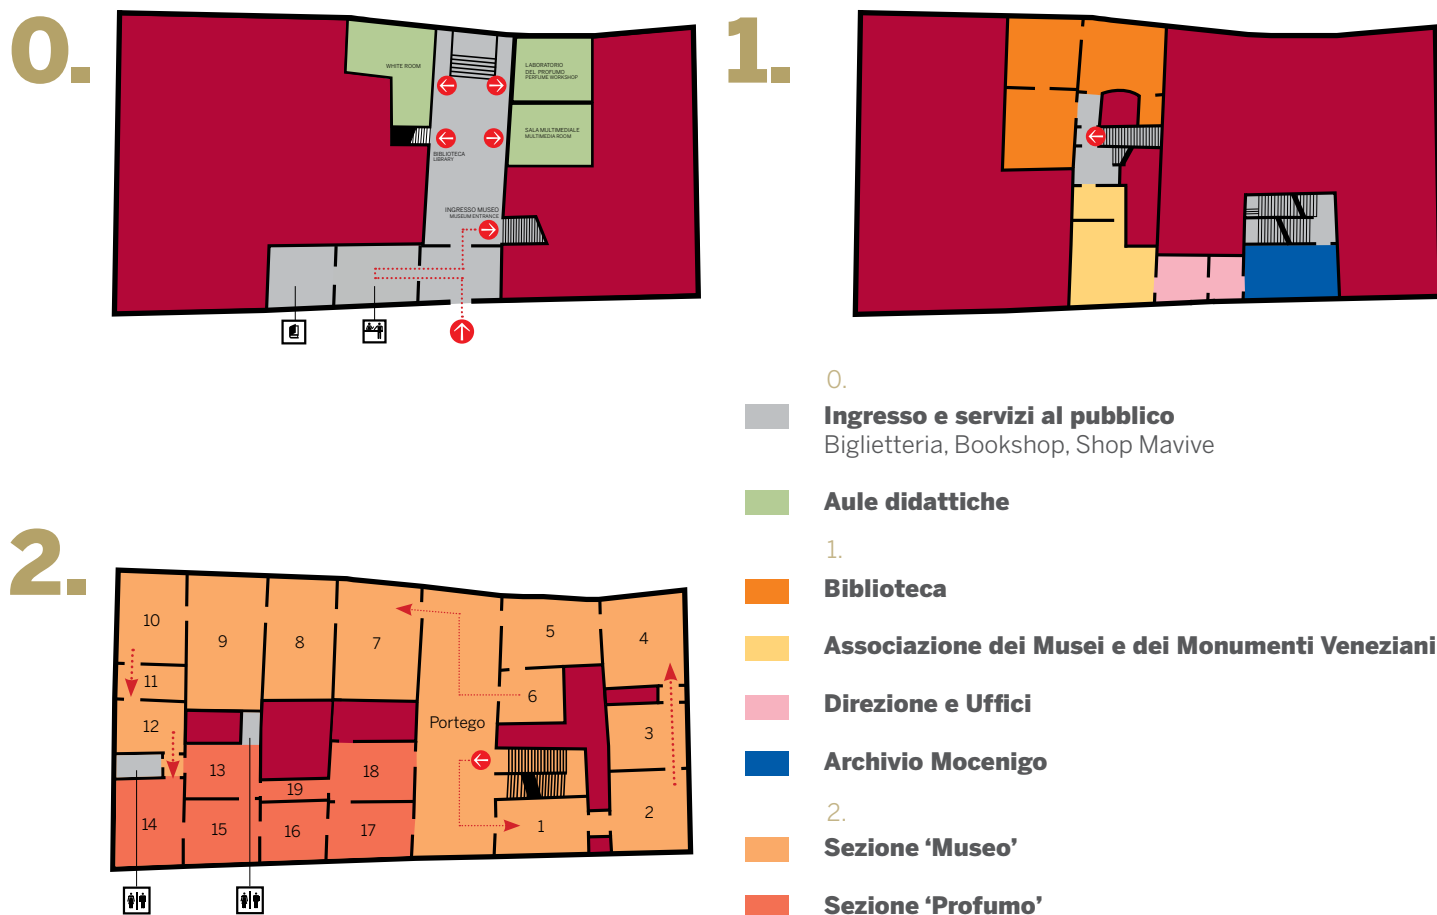 0.
WHITE ROOM
LABORATORIO
DEL PROFUMO
PERFUME WORKSHOP
SALA MULTIMEDIALE
MULTIMEDIA ROOM
BIBLIOTECA
LIBRARY
INGRESSO MUSEO
MUSEUM ENTRANCE
1.
0.
Ingresso e servizi al pubblico
Biglietteria, Bookshop, Shop Mavive
Aule didattiche
1.
Biblioteca
Associazione dei Musei e dei Monumenti Veneziani
Direzione e Uffici
Archivio Mocenigo
2.
Sezione ‘Museo’
Sezione ‘Profumo’
2.
10
9
8
7
5
4
11
6
12
Portego
3
13
18
19
14
15
16
17
1
2